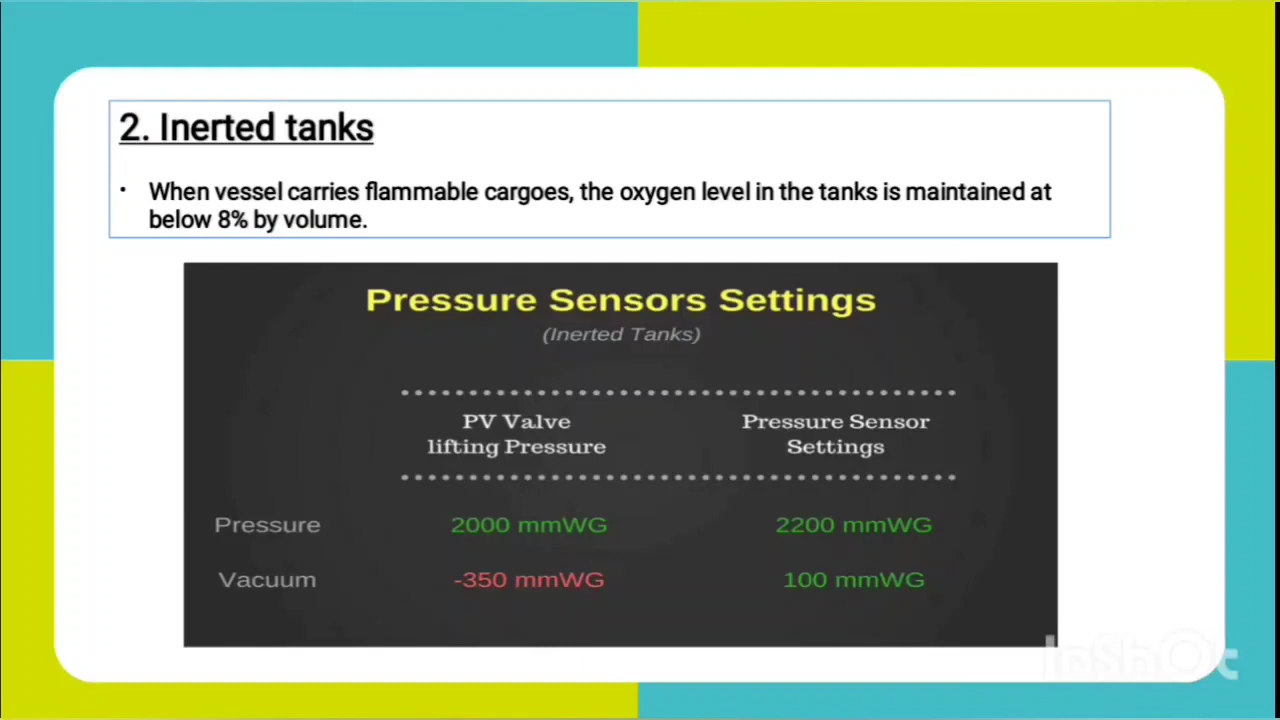 2. Inerted tanks
• When vessel carries flammable cargoes, the oxygen level in the tanks is maintained at
below 8% by volume.
Pressure Sensors Settings
(Inerted Tanks)
PV Valve
lifting Pressure
Pressure Sensor
Settings
Pressure 2000 mmWG 2200 mmWG
Vacuum -350 mmWG 100 mmWG
InShOt